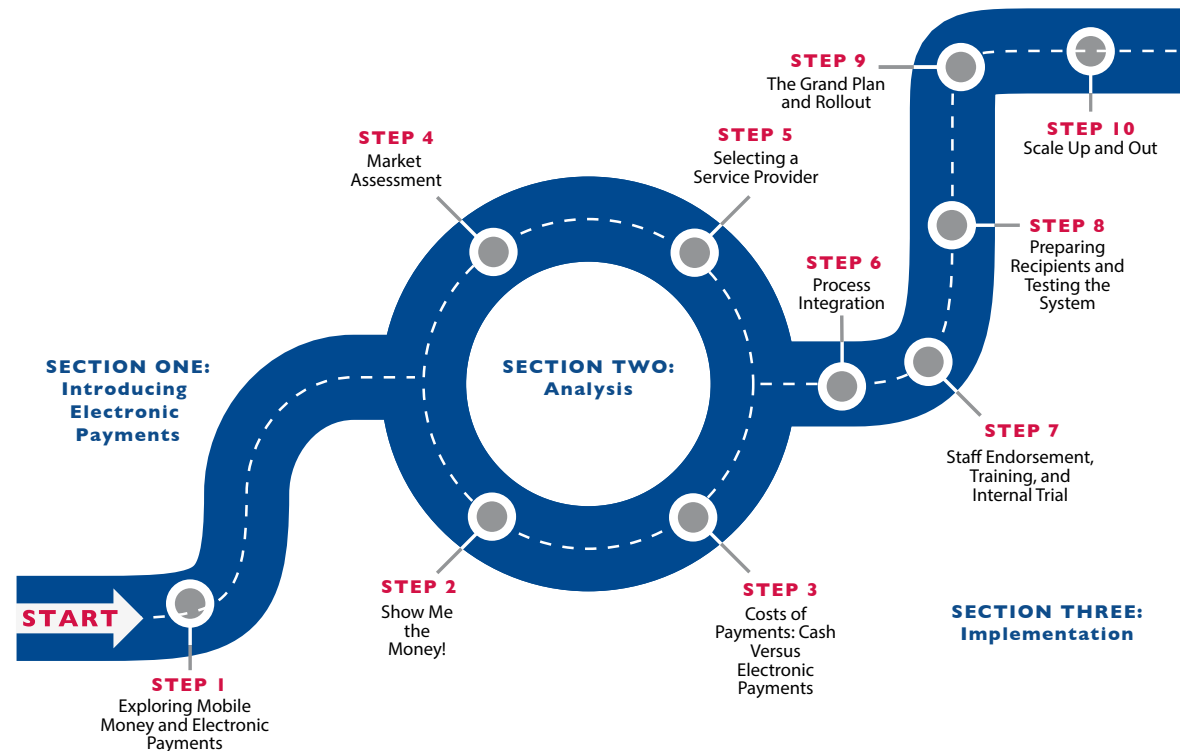 SECTION ONE:
Introducing
Electronic
Payments
START
STEP 1
Exploring Mobile
Money and Electronic
Payments
SECTION TWO:
Analysis
STEP 2
Show Me
the
Money!
STEP 3
Costs of
Payments: Cash
Versus
Electronic
Payments
STEP 4
Market
Assessment
STEP 5
Selecting a
Service Provider
SECTION THREE:
Implementation
STEP 6
Process
Integration
STEP 7
Staff Endorsement,
Training, and
Internal Trial
STEP 8
Preparing
Recipients and
Testing the
System
STEP 9
The Grand Plan
and Rollout
STEP 10
Scale Up and Out